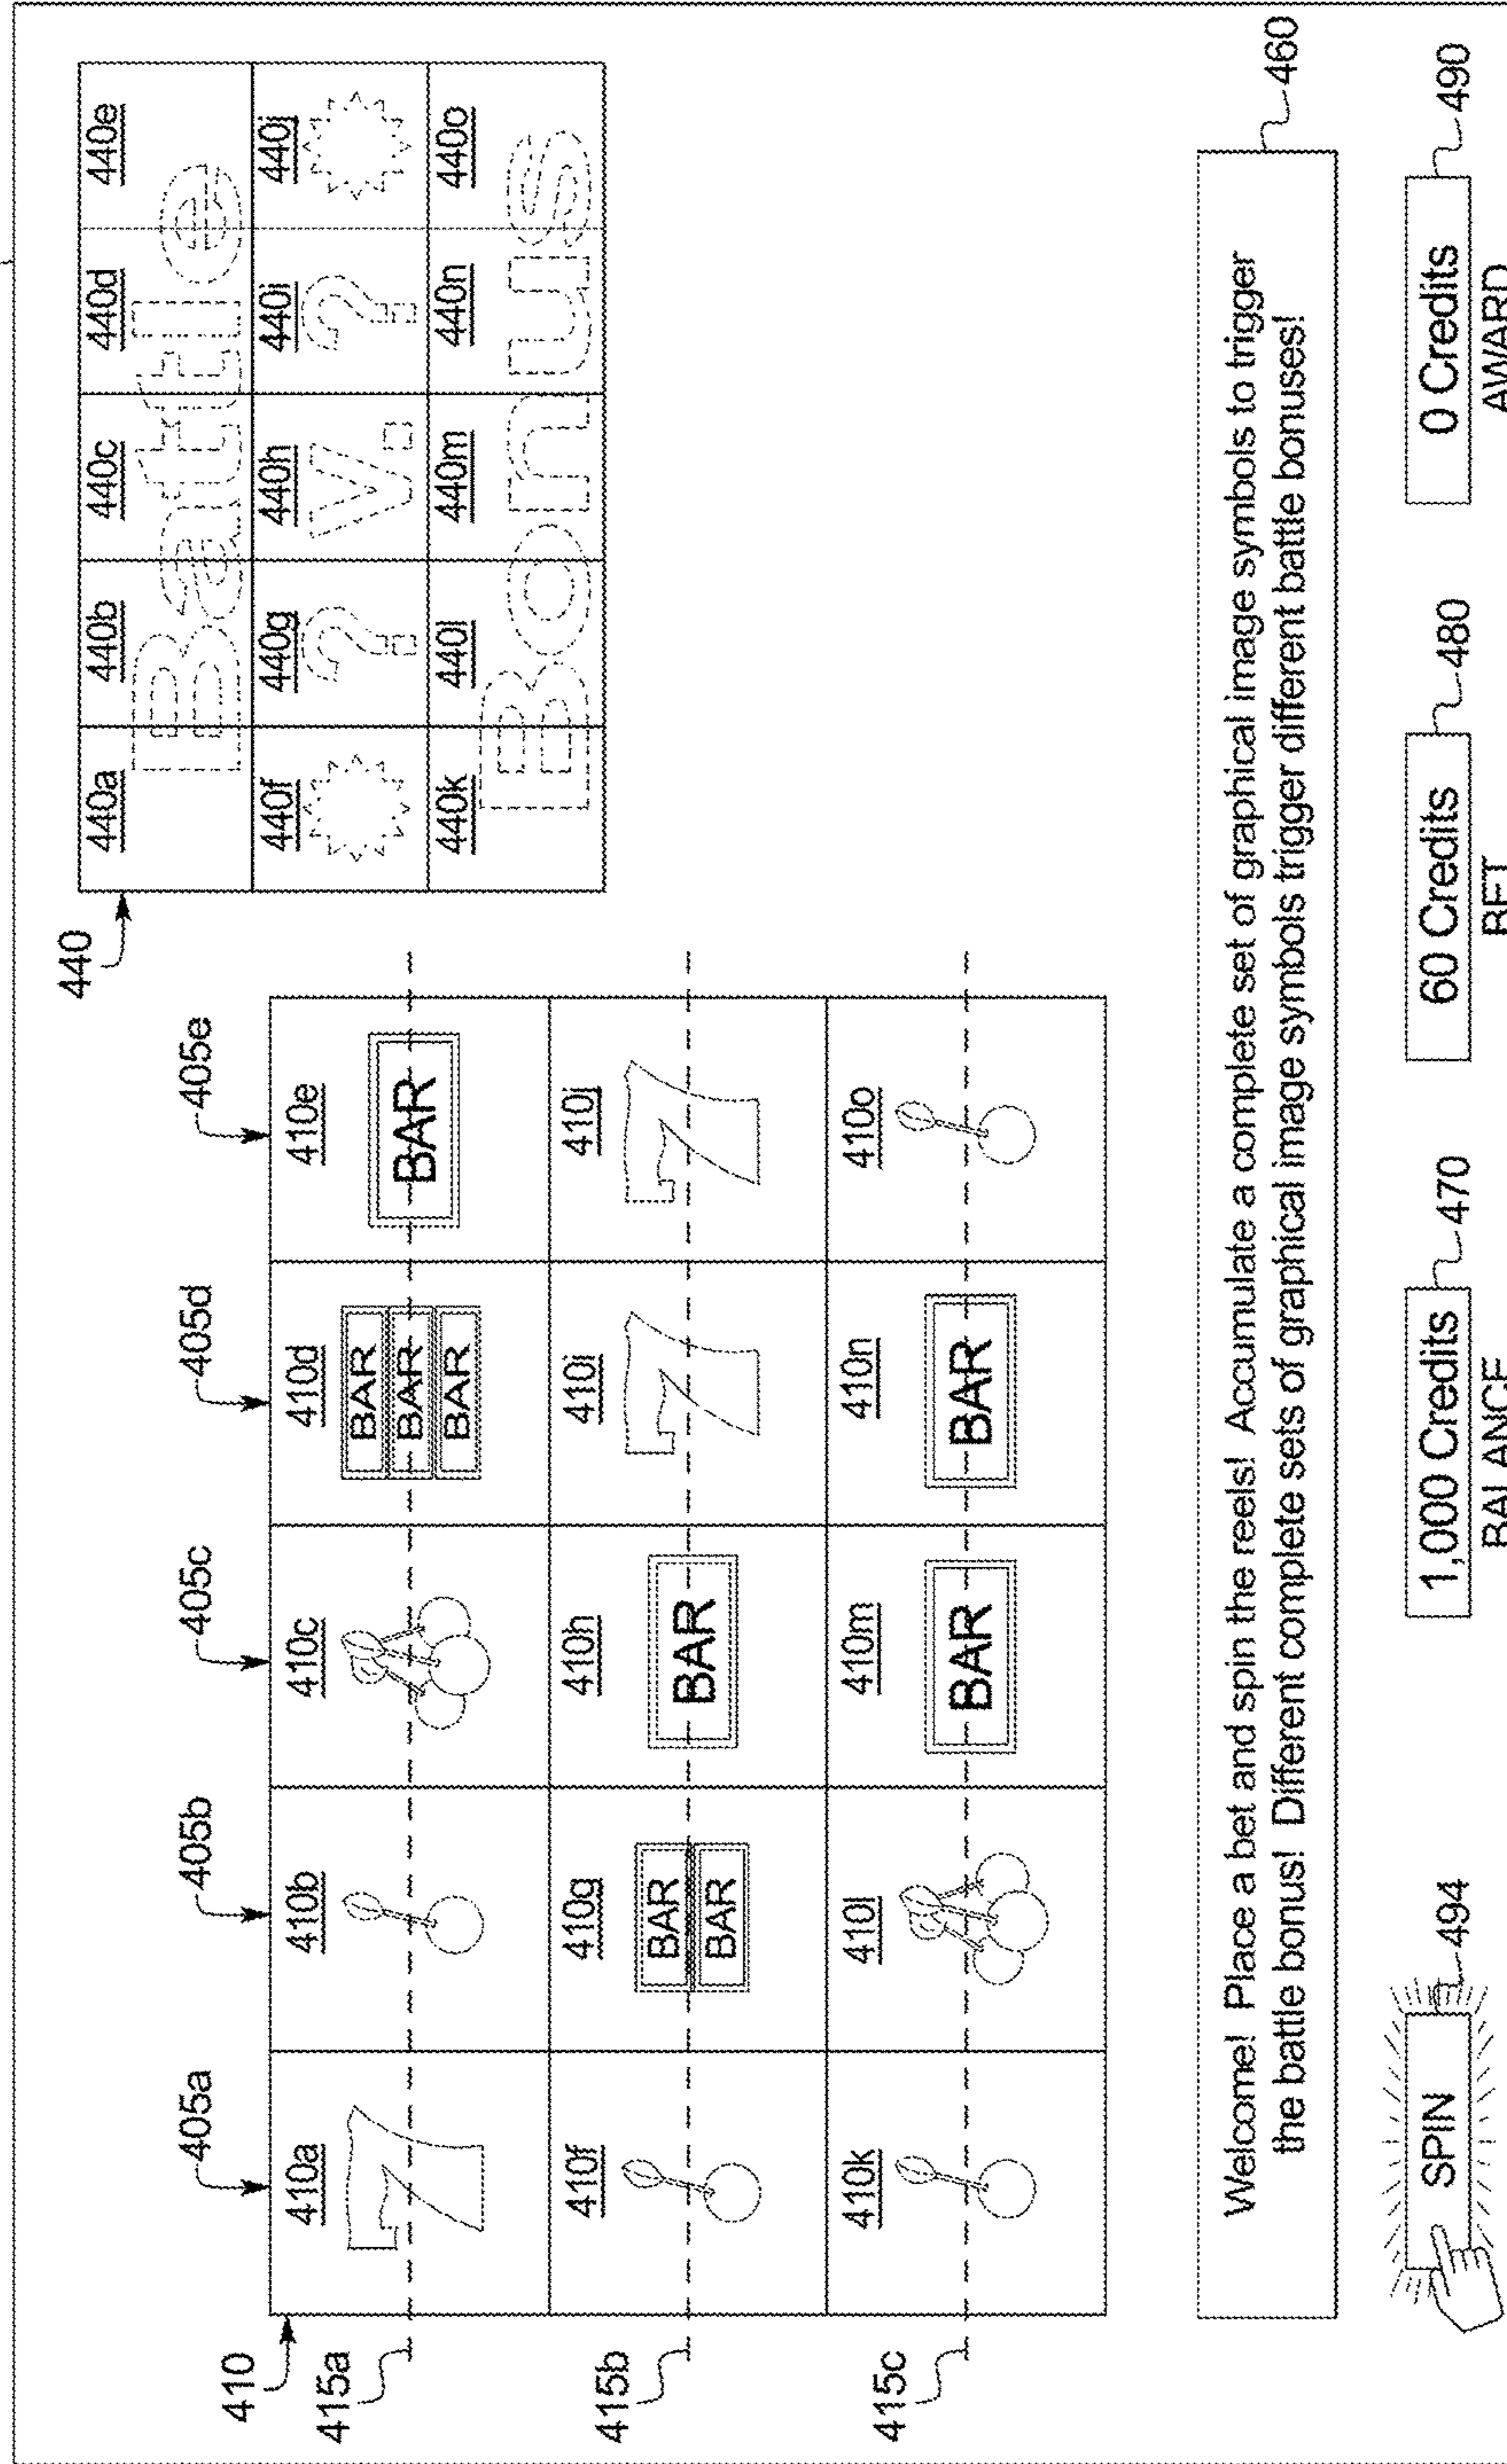 440
405a
405b
405c
405d
405e
440a
440b
440c
440d
440e
Battle
440f
440g
440h
440i
440j
?
v.
?
440k
440l
440m
440n
440o
Bonus
410
415a
410a
410b
410c
410d
410e
7
BAR
BAR
BAR
BAR
415b
410f
410g
410h
410i
410j
BAR
BAR
BAR
7
7
415c
410k
410l
410m
410n
410o
BAR
BAR
Welcome! Place a bet and spin the reels! Accumulate a complete set of graphical image symbols to trigger
the battle bonus! Different complete sets of graphical image symbols trigger different battle bonuses!
460
SPIN
494
1,000 Credits
470
BALANCE
60 Credits
480
BET
0 Credits
490
AWARD